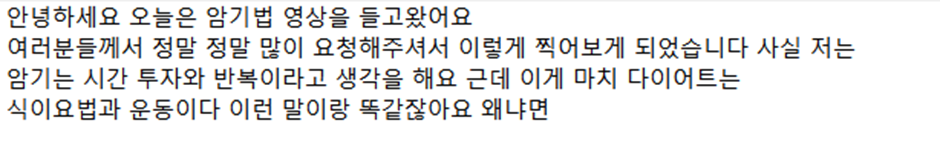 안녕하세요 오늘은 암기법 영상을 들고왔어요
여러분들께서 정말 정말 많이 요청해주셔서 이렇게 찍어보게 되었습니다 사실 저는
암기는 시간 투자와 반복이라고 생각을 해요 근데 이게 마치 다이어트는
식이요법과 운동이다 이런 말이랑 똑같잖아요 왜냐면